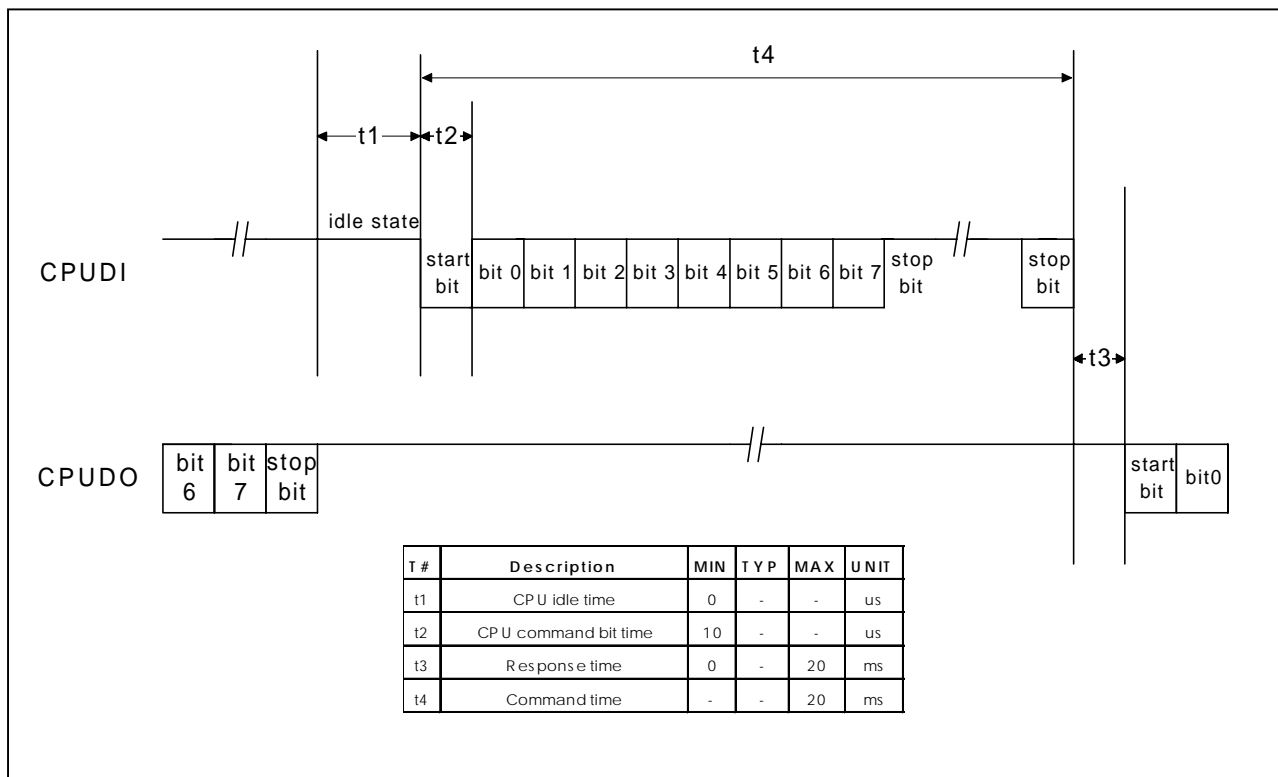 t4
t1
t2
idle state
CPUDI
start bit
bit 0
bit 1
bit 2
bit 3
bit 4
bit 5
bit 6
bit 7
stop bit
stop bit
t3
CPUDO
bit 6
bit 7
stop bit
start bit
bit0
T# Description MIN TYP MAX UNIT
t1 CPU idle time 0 - - us
t2 CPU command bit time 10 - - us
t3 Response time 0 - 20 ms
t4 Command time - - 20 ms